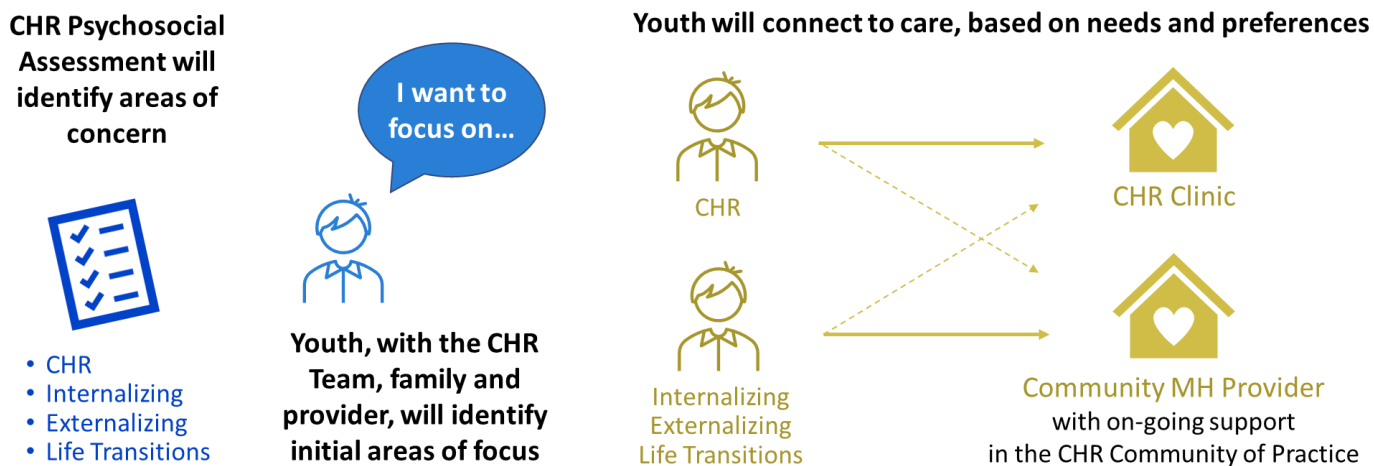 CHR Psychosocial
Assessment will
identify areas of
concern
• CHR
• Internalizing
• Externalizing
• Life Transitions
I want to
focus on...
Youth, with the CHR
Team, family and
provider, will identify
initial areas of focus
Youth will connect to care, based on needs and preferences
CHR
Internalizing
Externalizing
Life Transitions
CHR Clinic
Community MH Provider
with on-going support
in the CHR Community of Practice